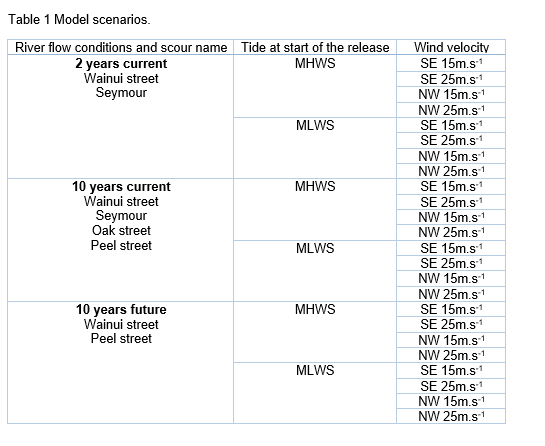 Table 1 Model scenarios.
River flow conditions and scour name Tide at start of the release Wind velocity
2 years current MHWS SE 15m.s-1
Wainui street SE 25m.s-1
Seymour NW 15m.s-1
NW 25m.s-1
MLWS SE 15m.s-1
SE 25m.s-1
NW 15m.s-1
NW 25m.s-1
10 years current MHWS SE 15m.s-1
Wainui street SE 25m.s-1
Seymour NW 15m.s-1
Oak street NW 25m.s-1
Peel street MLWS SE 15m.s-1
SE 25m.s-1
NW 15m.s-1
NW 25m.s-1
10 years future MHWS SE 15m.s-1
Wainui street SE 25m.s-1
Peel street NW 15m.s-1
NW 25m.s-1
MLWS SE 15m.s-1
SE 25m.s-1
NW 15m.s-1
NW 25m.s-1